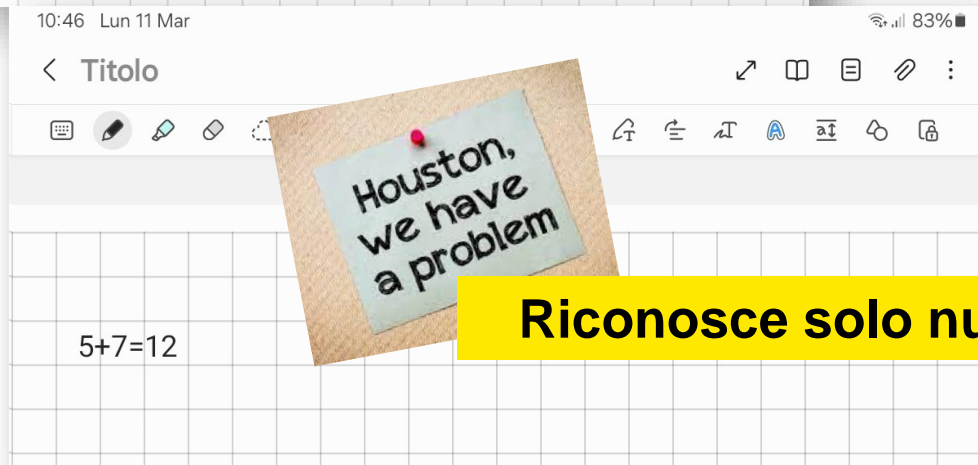 10:46 Lun 11 Mar 83%
Titolo
Houston,
we have
a problem
Riconosce solo nu
5+7=12